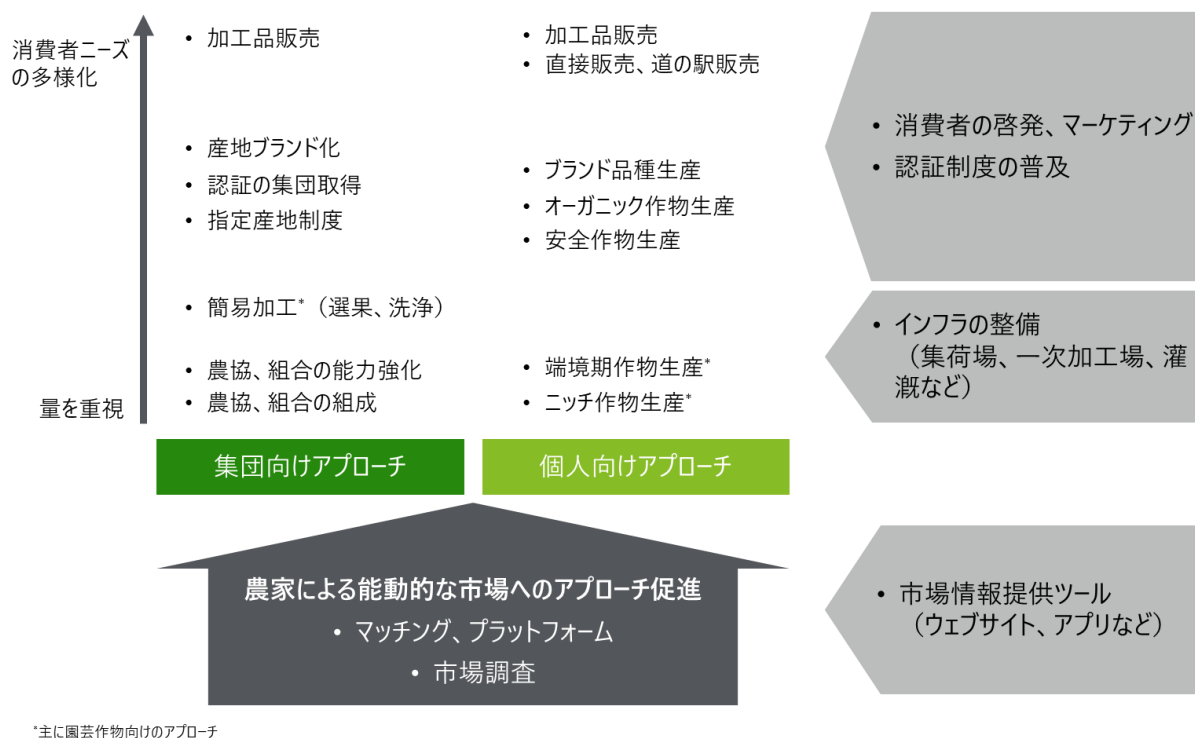 消費者ニーズ
の多様化
量を重視
• 加工品販売
• 産地ブランド化
• 認証の集団取得
• 指定産地制度
• 簡易加工*（選果、洗浄）
• 農協、組合の能力強化
• 農協、組合の組成
集団向けアプローチ
• 加工品販売
• 直接販売、道の駅販売
• ブランド品種生産
• オーガニック作物生産
• 安全作物生産
• 端境期作物生産*
• ニッチ作物生産*
個人向けアプローチ
• 消費者の啓発、マーケティング
• 認証制度の普及
• インフラの整備
（集荷場、一次加工場、灌
漑など）
農家による能動的な市場へのアプローチ促進
• マッチング、プラットフォーム
• 市場調査
• 市場情報提供ツール
（ウェブサイト、アプリなど）
*主に園芸作物向けのアプローチ